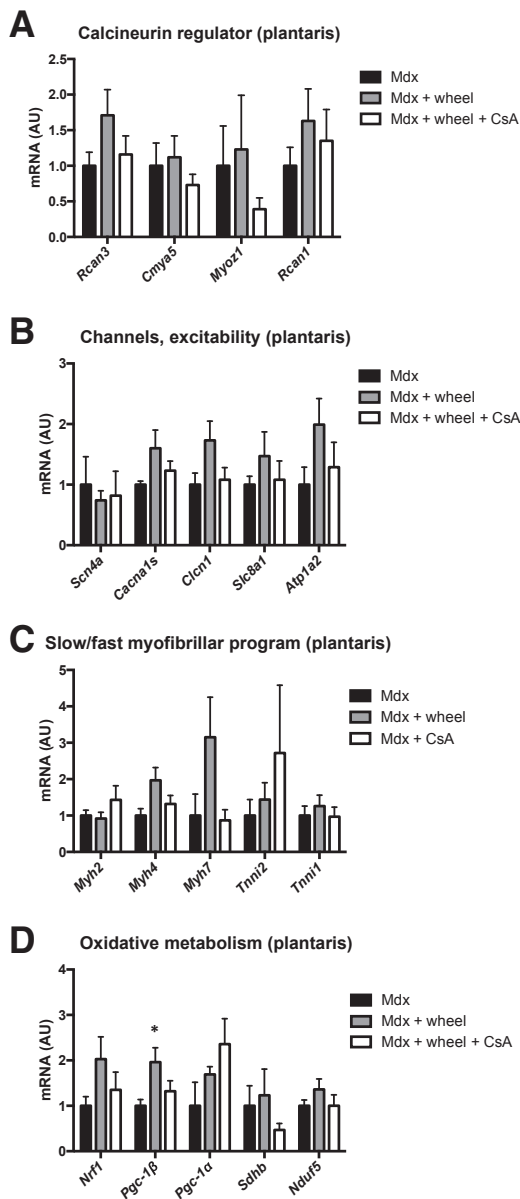 A
Calcineurin regulator (plantaris)
2.5
2.0
1.5
1.0
0.5
0.0
mRNA (AU)
Rcan3
Cmya5
Myoz1
Rcan1
Mdx
Mdx + wheel
Mdx + wheel + CsA
B
Channels, excitability (plantaris)
3
2
1
0
mRNA (AU)
Scn4a
Cacna1s
Clcn1
Slc8a1
Atp1a2
Mdx
Mdx + wheel
Mdx + wheel + CsA
C
Slow/fast myofibrillar program (plantaris)
5
4
3
2
1
0
mRNA (AU)
Myh2
Myh4
Myh7
Tnni2
Tnni1
Mdx
Mdx + wheel
Mdx + CsA
D
Oxidative metabolism (plantaris)
4
3
2
1
0
mRNA (AU)
*
Nrf1
Pgc-1β
Pgc-1α
Sdhb
Nduf5
Mdx
Mdx + wheel
Mdx + wheel + CsA